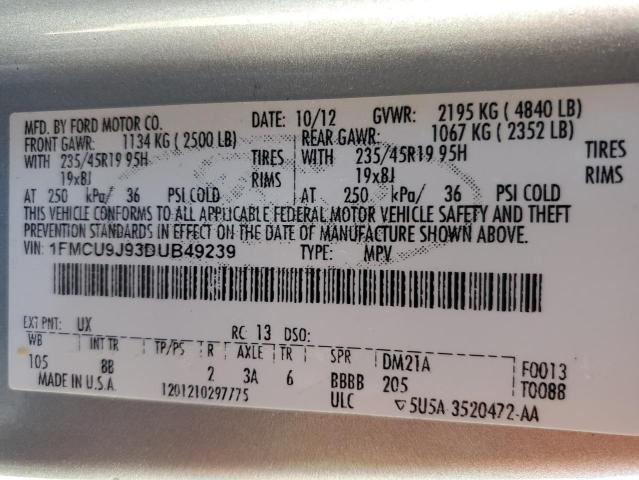 MFD. BY FORD MOTOR CO. DATE: 10/12 GVWR: 2195 KG ( 4840 LB)
FRONT GAWR: 1134 KG ( 2500 LB) REAR GAWR: 1067 KG ( 2352 LB)
WITH 235/45R19 95H TIRES WITH 235/45R19 95H TIRES
19x8J RIMS 19x8J RIMS
AT 250 kPa/ 36 PSI COLD AT 250 kPa/ 36 PSI COLD
THIS VEHICLE CONFORMS TO ALL APPLICABLE FEDERAL MOTOR VEHICLE SAFETY AND THEFT
PREVENTION STANDARDS IN EFFECT ON THE DATE OF MANUFACTURE SHOWN ABOVE.
VIN: 1FMCU9J93DUB49239 TYPE: MPV
EXT PNT: UX RC 13 DSO:
WB INT TR TP/PS R AXLE TR SPR DM21A F0013
105 8B 2 3A 6 BBBB 205 T0088
MADE IN U.S.A. 1201210297775 ULC ▽5U5A-3520472-AA